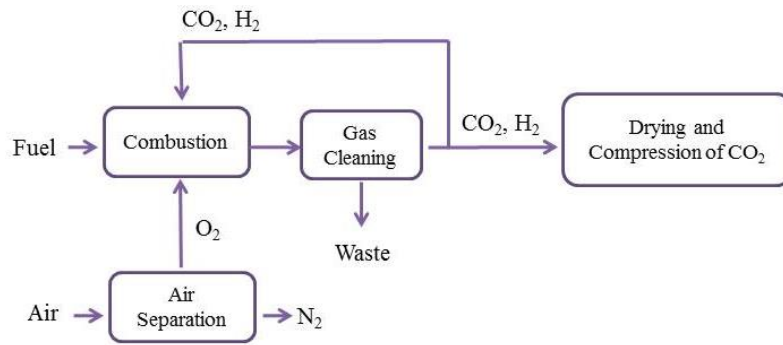 CO₂, H₂
Fuel
Combustion
Gas
Cleaning
CO₂, H₂
Drying and
Compression of CO₂
O₂
Waste
Air
Air
Separation
N₂